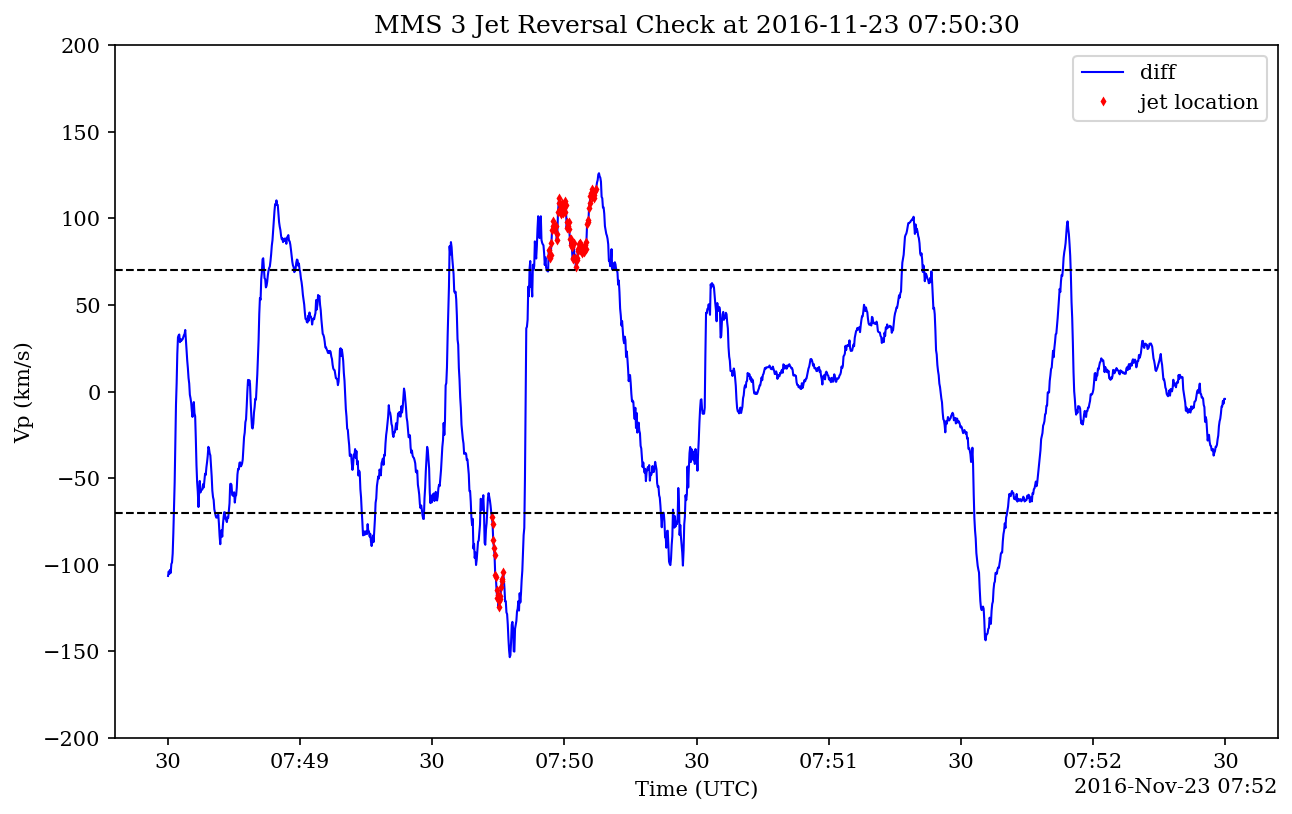 MMS 3 Jet Reversal Check at 2016-11-23 07:50:30
diff
jet location
200
150
100
50
0
−50
−100
−150
−200
Vp (km/s)
30 07:49 30 07:50 30 07:51 30 07:52 30
Time (UTC)
2016-Nov-23 07:52